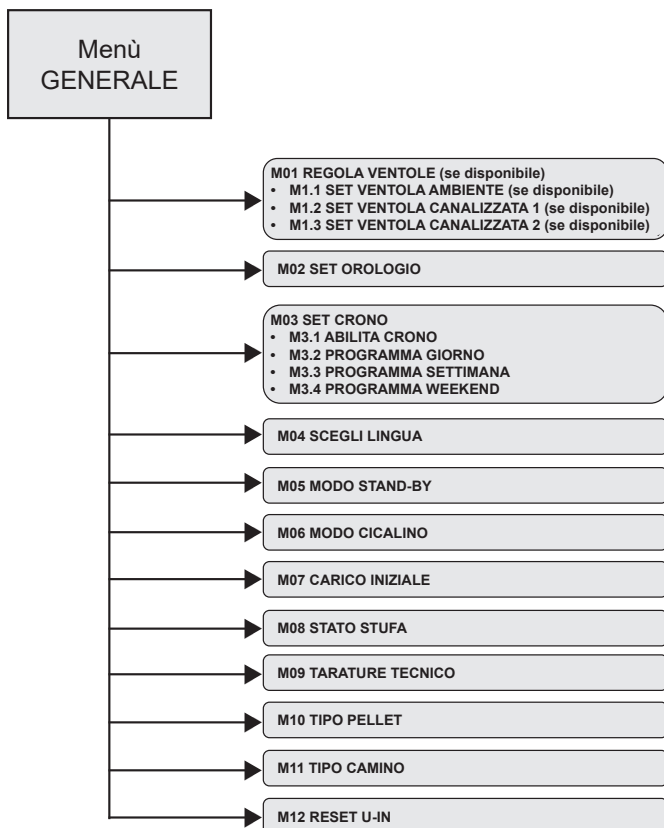 Menù
GENERALE
M01 REGOLA VENTOLE (se disponibile)
• M1.1 SET VENTOLA AMBIENTE (se disponibile)
• M1.2 SET VENTOLA CANALIZZATA 1 (se disponibile)
• M1.3 SET VENTOLA CANALIZZATA 2 (se disponibile)
M02 SET OROLOGIO
M03 SET CRONO
• M3.1 ABILITA CRONO
• M3.2 PROGRAMMA GIORNO
• M3.3 PROGRAMMA SETTIMANA
• M3.4 PROGRAMMA WEEKEND
M04 SCEGLI LINGUA
M05 MODO STAND-BY
M06 MODO CICALINO
M07 CARICO INIZIALE
M08 STATO STUFA
M09 TARATURE TECNICO
M10 TIPO PELLET
M11 TIPO CAMINO
M12 RESET U-IN